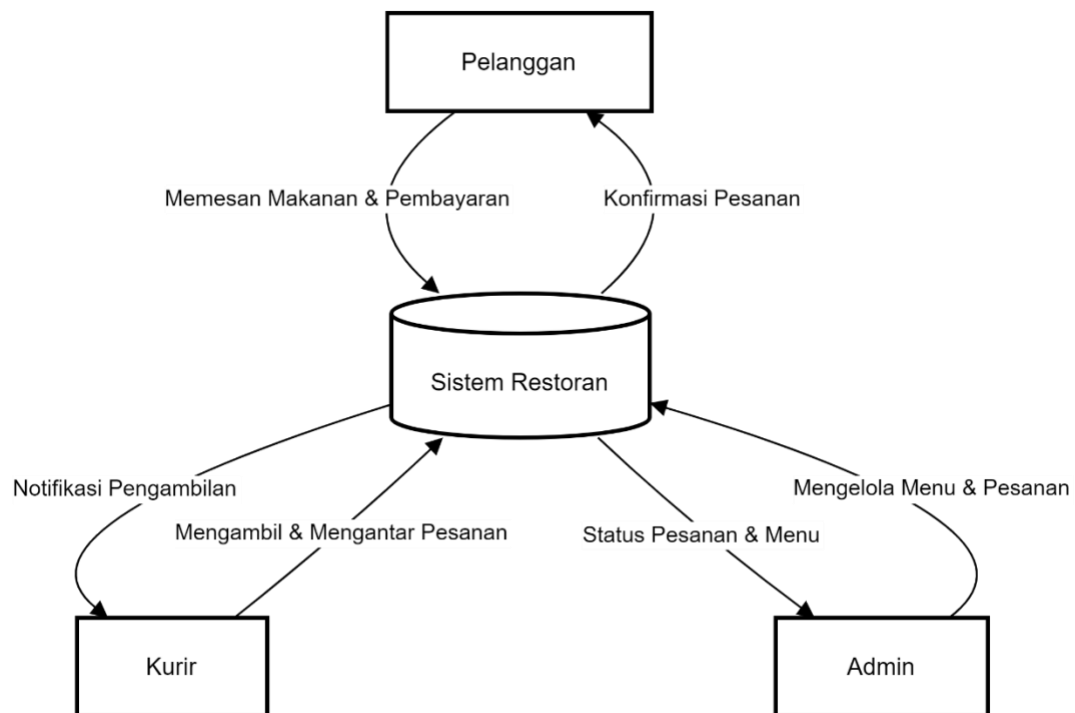 Pelanggan
Memesan Makanan & Pembayaran
Konfirmasi Pesanan
Sistem Restoran
Notifikasi Pengambilan
Mengelola Menu & Pesanan
Mengambil & Mengantar Pesanan
Status Pesanan & Menu
Kurir
Admin